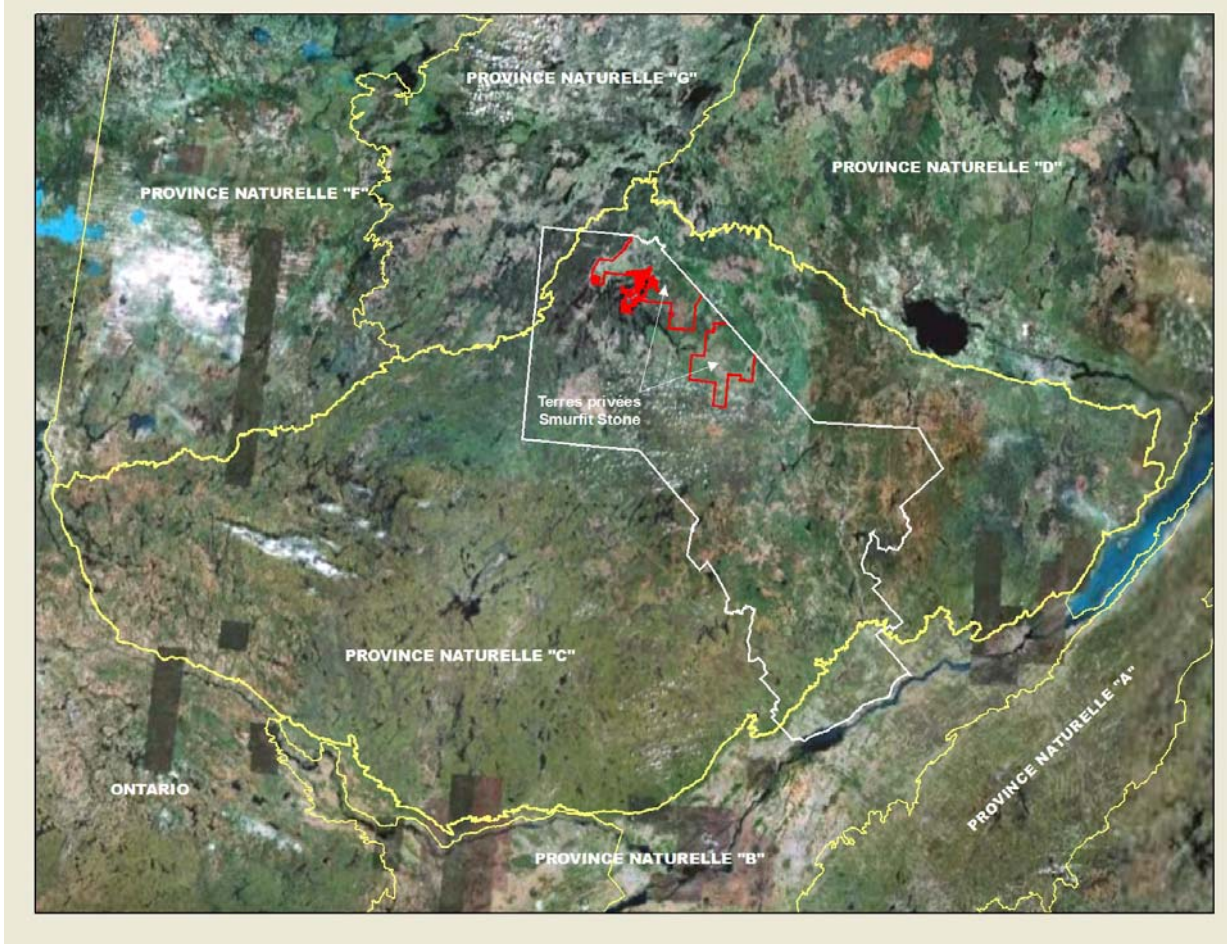 PROVINCE NATURELLE "G"
PROVINCE NATURELLE "D"
PROVINCE NATURELLE "F"
Terres privées
Smurfit Stone
PROVINCE NATURELLE "C"
PROVINCE NATURELLE "A"
ONTARIO
PROVINCE NATURELLE "B"